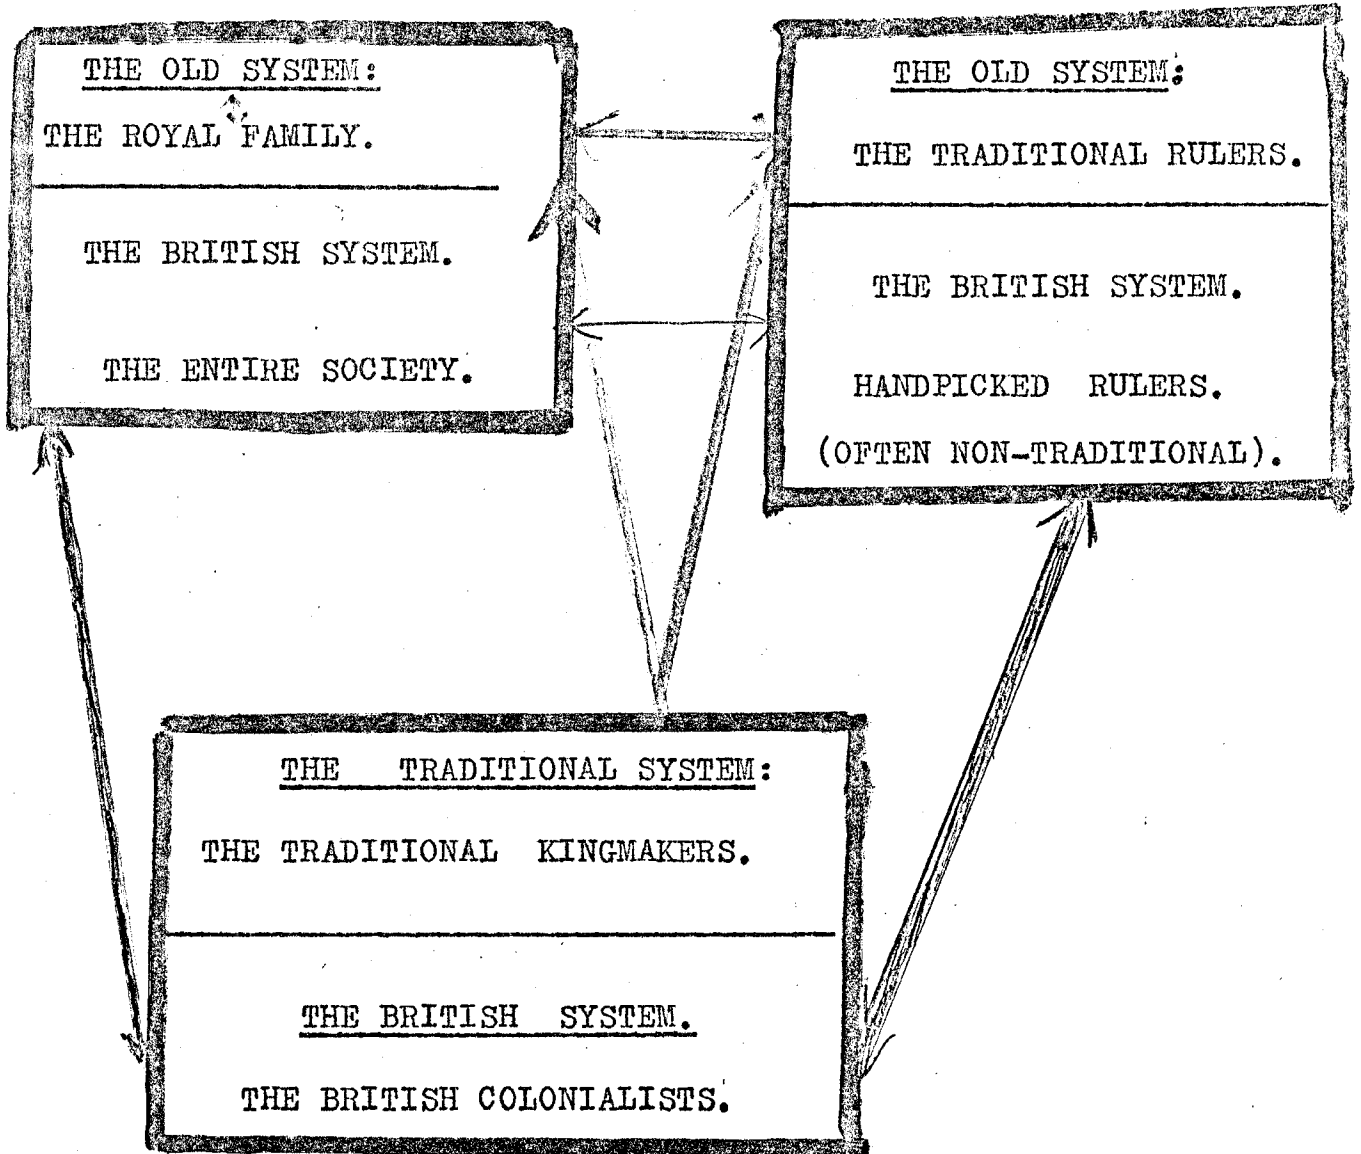 THE OLD SYSTEM:
THE ROYAL FAMILY.
THE BRITISH SYSTEM.
THE ENTIRE SOCIETY.
THE OLD SYSTEM:
THE TRADITIONAL RULERS.
THE BRITISH SYSTEM.
HANDPICKED RULERS.
(OFTEN NON-TRADITIONAL).
THE TRADITIONAL SYSTEM:
THE TRADITIONAL KINGMAKERS.
THE BRITISH SYSTEM.
THE BRITISH COLONIALISTS.